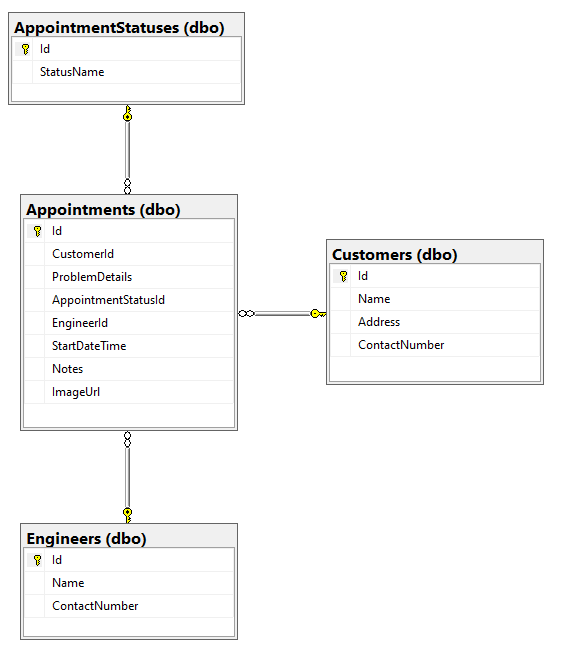 AppointmentStatuses (dbo)
Id
StatusName
Appointments (dbo)
Id
CustomerId
ProblemDetails
AppointmentStatusId
EngineerId
StartDateTime
Notes
ImageUrl
Customers (dbo)
Id
Name
Address
ContactNumber
Engineers (dbo)
Id
Name
ContactNumber